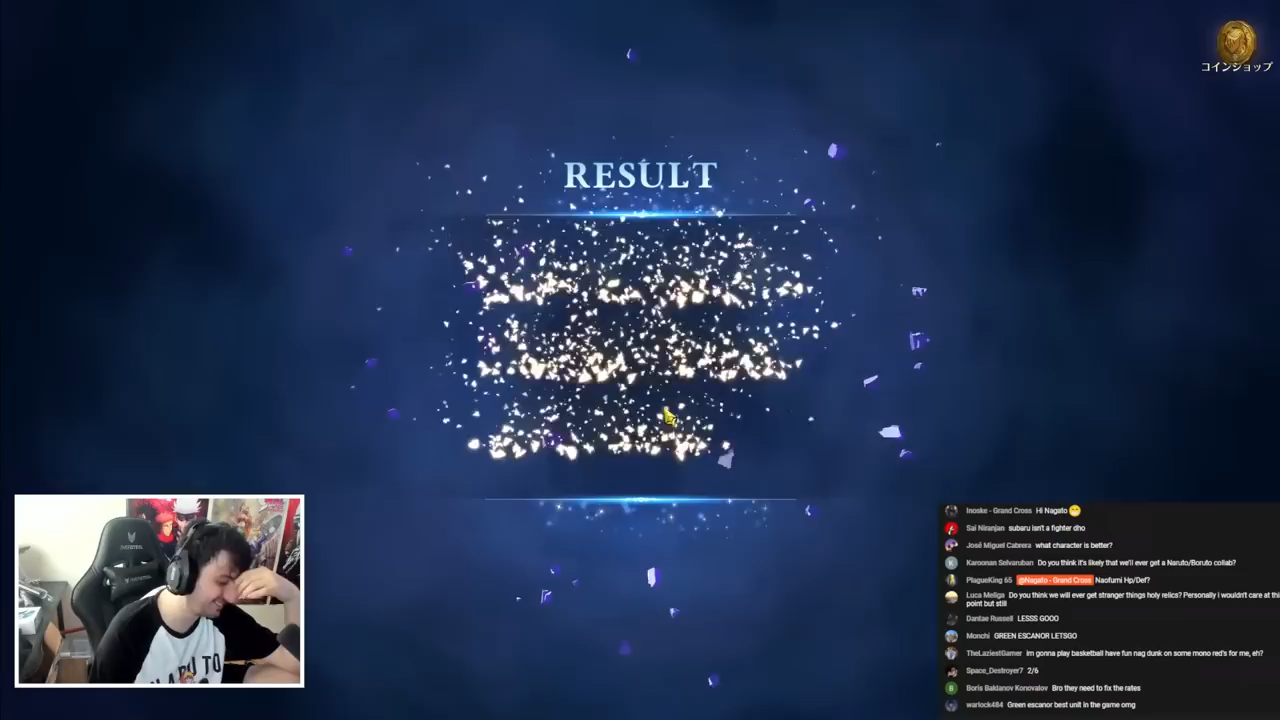 コインショップ
RESULT
Inoske - Grand Cross Hi Nagato
Sai Niranjan subaru isn't a fighter dho
José Miguel Cabrera what character is better?
Karoonan Selvaruban Do you think it's likely that we'll ever get a Naruto/Boruto collab?
PlagueKing 65 @Nagato - Grand Cross Naofumi Hp/Def?
Luca Meliga Do you think we will ever get stranger things holy relics? Personally i wouldn't care at this
point but still
Dantae Russell LESSS GOOO
Monchi GREEN ESCANOR LETSGO
TheLaziestGamer im gonna play basketball have fun nag dunk on some mono red's for me, eh?
Space_Destroyer7 2/6
B Boris Baklanov Konovalov Bro they need to fix the rates
warlock484 Green escanor best unit in the game omg